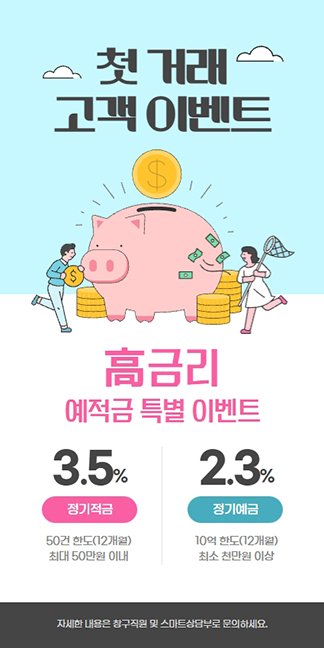 첫 거래
고객 이벤트
高금리
예적금 특별 이벤트
3.5%
정기적금
50건 한도(12개월)
최대 50만원 이내
2.3%
정기예금
10억 한도(12개월)
최소 천만원 이상
자세한 내용은 창구직원 및 스마트상담부로 문의하세요.